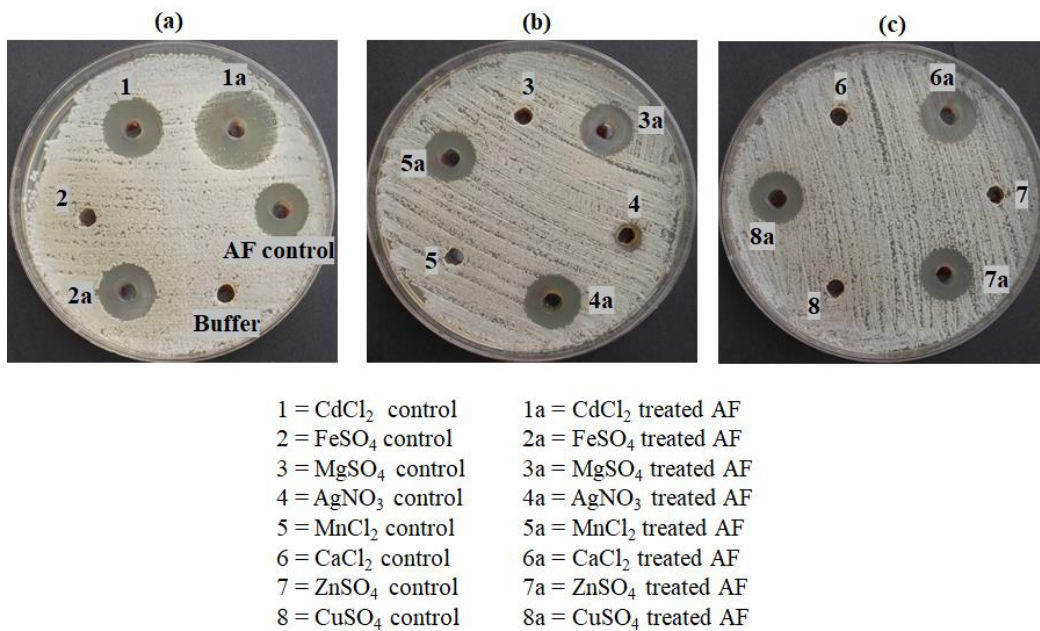 (a)
(b)
(c)
1
1a
2
AF control
2a
Buffer
3
3a
5a
4
5
4a
6
6a
7
8a
7a
8
1 = CdCl₂ control
1a = CdCl₂ treated AF
2 = FeSO₄ control
2a = FeSO₄ treated AF
3 = MgSO₄ control
3a = MgSO₄ treated AF
4 = AgNO₃ control
4a = AgNO₃ treated AF
5 = MnCl₂ control
5a = MnCl₂ treated AF
6 = CaCl₂ control
6a = CaCl₂ treated AF
7 = ZnSO₄ control
7a = ZnSO₄ treated AF
8 = CuSO₄ control
8a = CuSO₄ treated AF